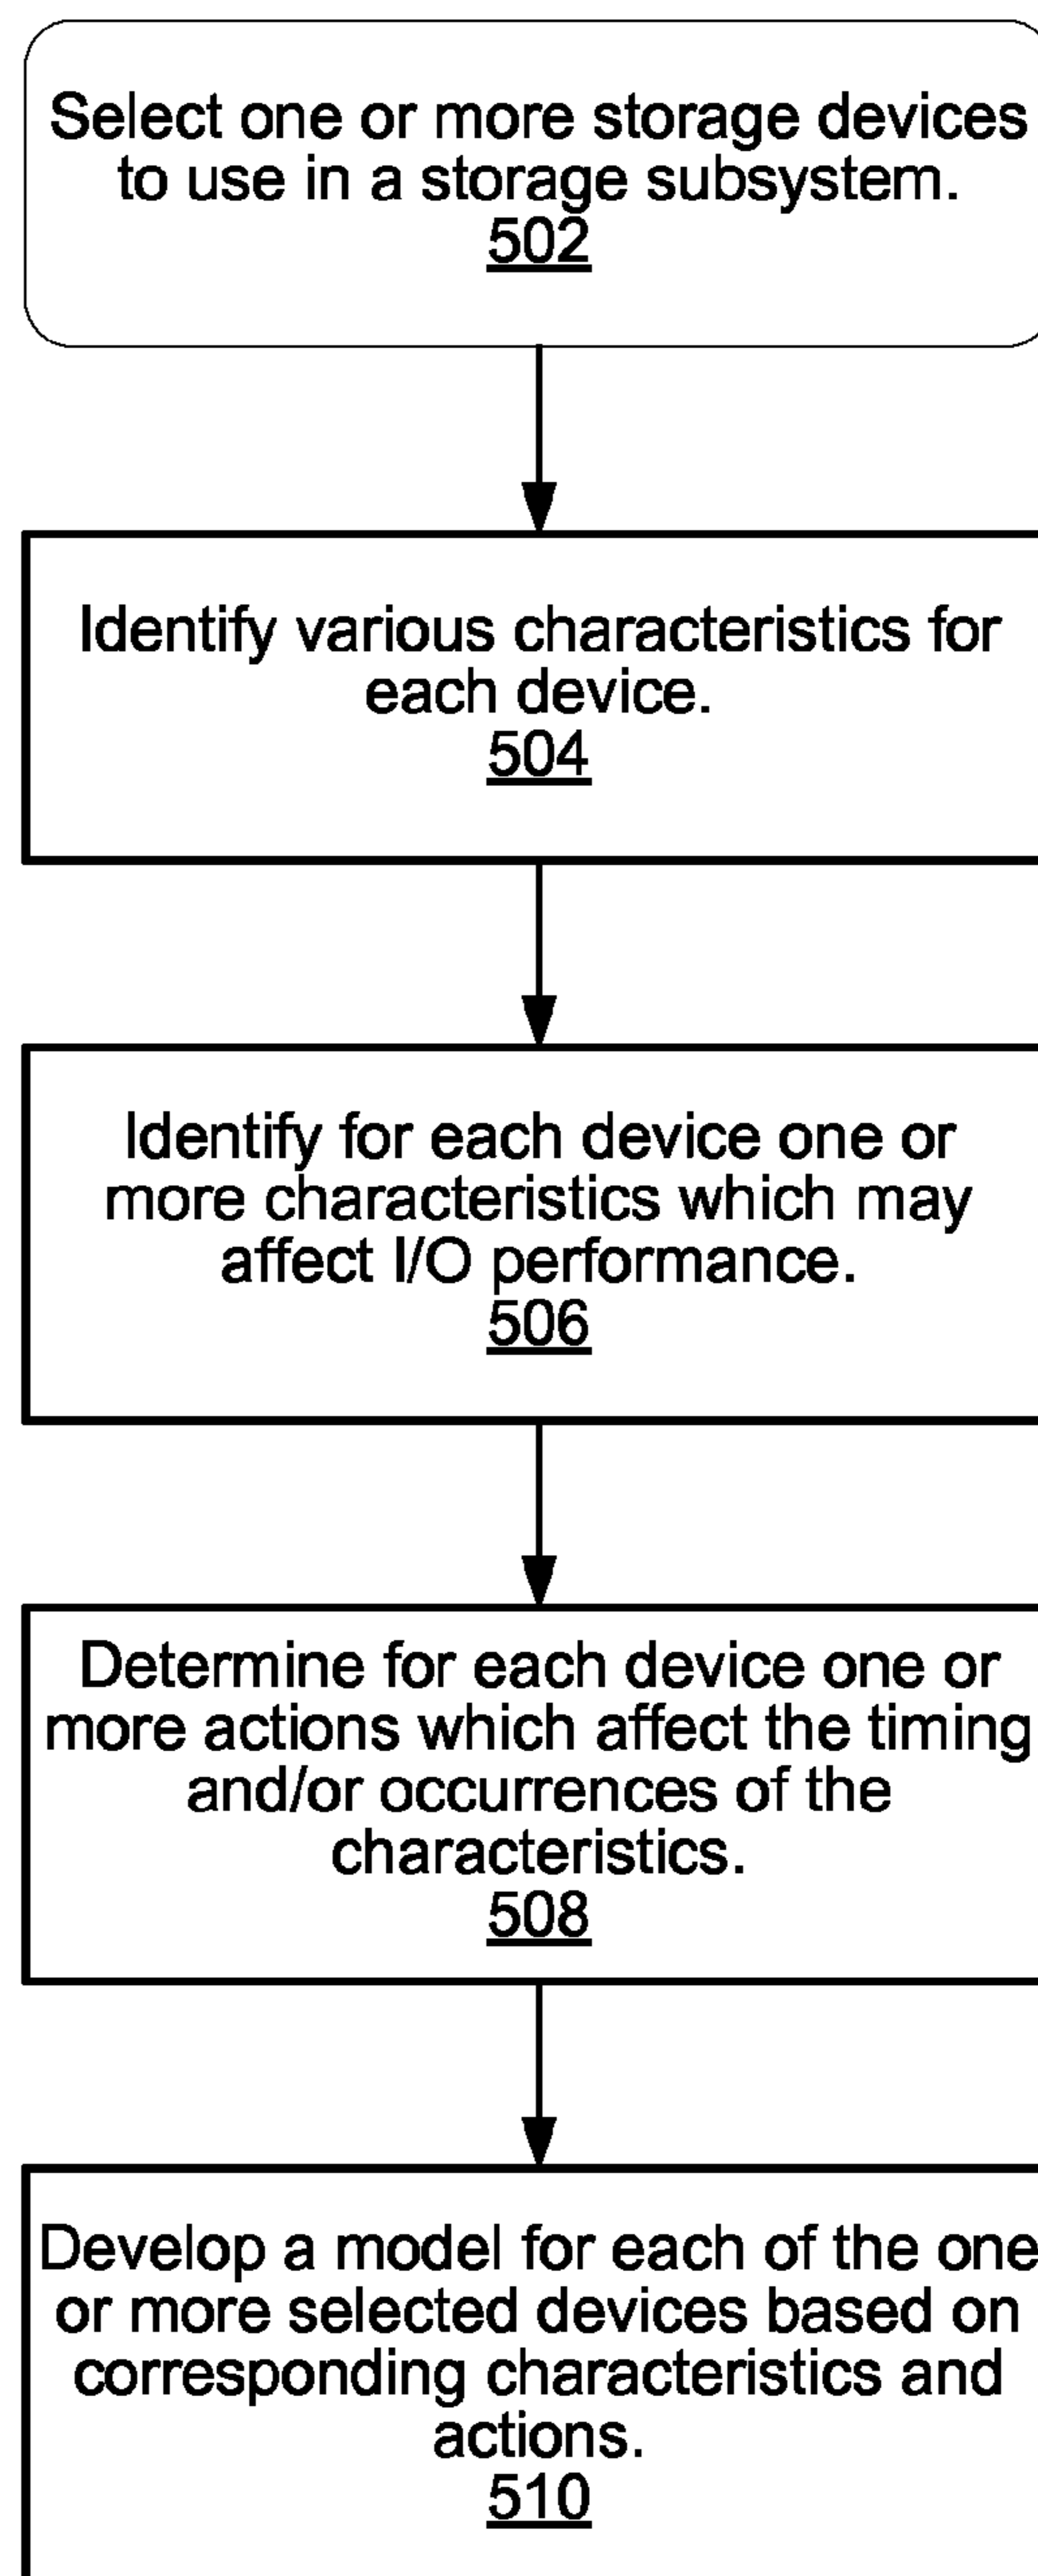 Select one or more storage devices
to use in a storage subsystem.
502
Identify various characteristics for
each device.
504
Identify for each device one or
more characteristics which may
affect I/O performance.
506
Determine for each device one or
more actions which affect the timing
and/or occurrences of the
characteristics.
508
Develop a model for each of the one
or more selected devices based on
corresponding characteristics and
actions.
510